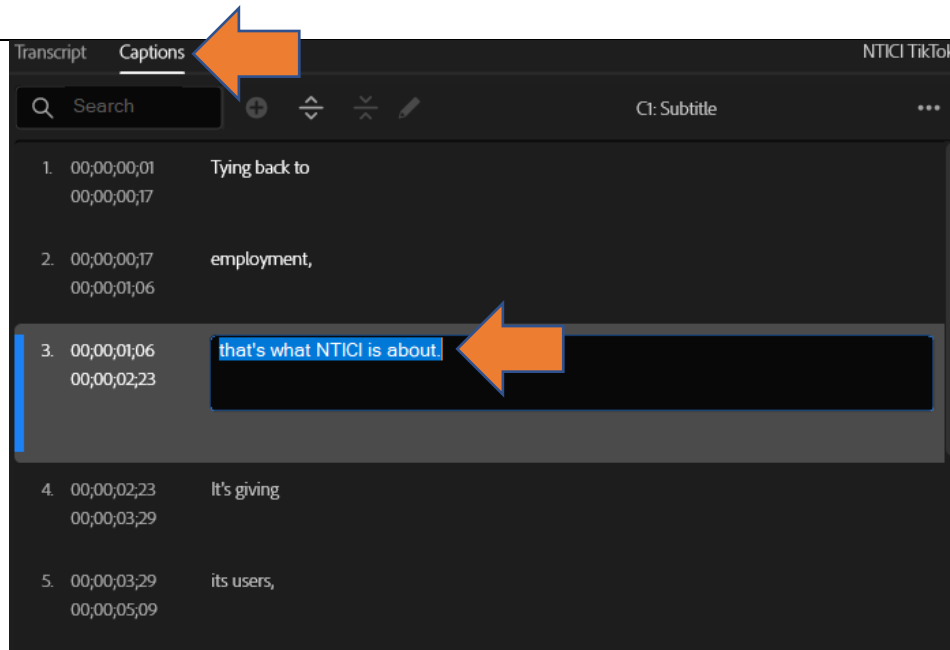 Transcript Captions NTICI TikTok
Search C1: Subtitle
1. 00;00;00;01 Tying back to
00;00;00;17
2. 00;00;00;17 employment,
00;00;01;06
3. 00;00;01;06 that's what NTICI is about.
00;00;02;23
4. 00;00;02;23 It's giving
00;00;03;29
5. 00;00;03;29 its users,
00;00;05;09